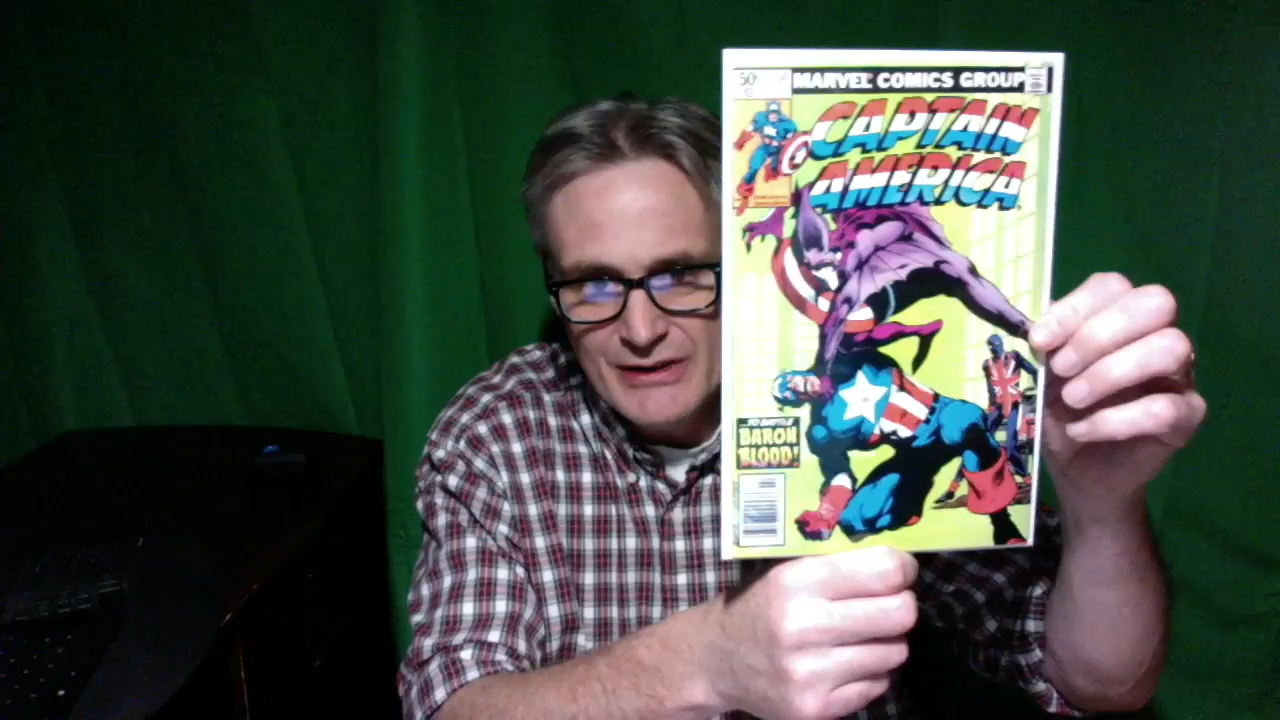 50¢
MARVEL COMICS GROUP
CAPTAIN
AMERICA
...TO BATTLE
BARON
BLOOD!